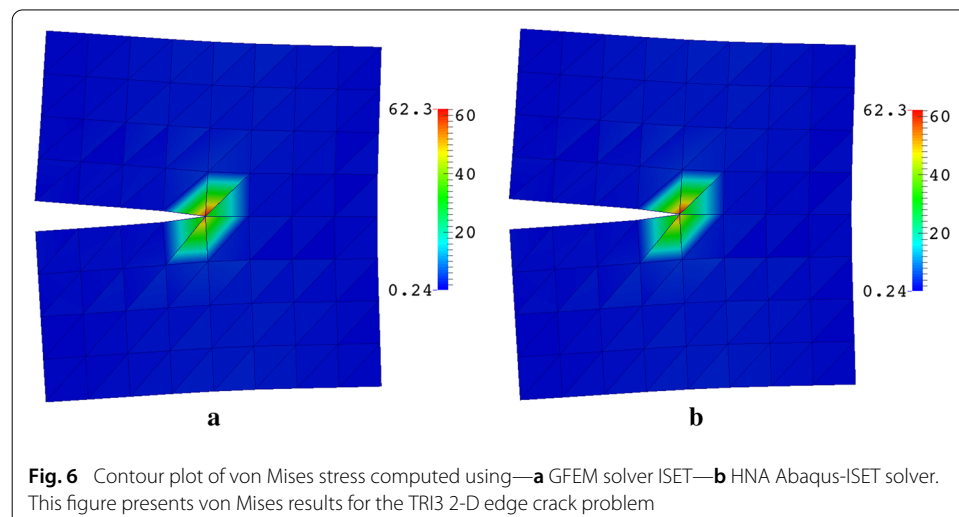 62.3
60
40
20
0.24
62.3
60
40
20
0.24
a
b
Fig. 6 Contour plot of von Mises stress computed using—a GFEM solver ISET—b HNA Abaqus-ISET solver.
This figure presents von Mises results for the TRI3 2-D edge crack problem